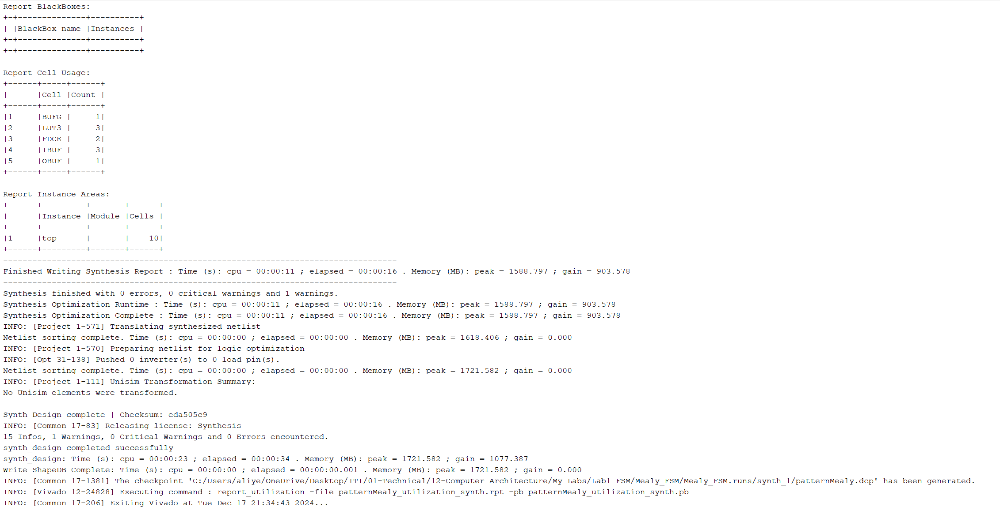 Report BlackBoxes:
+-+--------------+----------+
| |BlackBox name |Instances |
+-+--------------+----------+
+-+--------------+----------+
Report Cell Usage:
+------+-----+------+
|      |Cell |Count |
+------+-----+------+
|1     |BUFG |     1|
|2     |LUT3 |     3|
|3     |FDCE |     2|
|4     |IBUF |     3|
|5     |OBUF |     1|
+------+-----+------+
Report Instance Areas:
+------+---------+-------+------+
|      |Instance |Module |Cells |
+------+---------+-------+------+
|1     |top      |       |    10|
+------+---------+-------+------+
---------------------------------------------------------------------------------
Finished Writing Synthesis Report : Time (s): cpu = 00:00:11 ; elapsed = 00:00:16 . Memory (MB): peak = 1588.797 ; gain = 903.578
---------------------------------------------------------------------------------
Synthesis finished with 0 errors, 0 critical warnings and 1 warnings.
Synthesis Optimization Runtime : Time (s): cpu = 00:00:11 ; elapsed = 00:00:16 . Memory (MB): peak = 1588.797 ; gain = 903.578
Synthesis Optimization Complete : Time (s): cpu = 00:00:11 ; elapsed = 00:00:16 . Memory (MB): peak = 1588.797 ; gain = 903.578
INFO: [Project 1-571] Translating synthesized netlist
Netlist sorting complete. Time (s): cpu = 00:00:00 ; elapsed = 00:00:00 . Memory (MB): peak = 1618.406 ; gain = 0.000
INFO: [Project 1-570] Preparing netlist for logic optimization
INFO: [Opt 31-138] Pushed 0 inverter(s) to 0 load pin(s).
Netlist sorting complete. Time (s): cpu = 00:00:00 ; elapsed = 00:00:00 . Memory (MB): peak = 1721.582 ; gain = 0.000
INFO: [Project 1-111] Unisim Transformation Summary:
No Unisim elements were transformed.
Synth Design complete | Checksum: eda505c9
INFO: [Common 17-83] Releasing license: Synthesis
15 Infos, 1 Warnings, 0 Critical Warnings and 0 Errors encountered.
synth_design completed successfully
synth_design: Time (s): cpu = 00:00:23 ; elapsed = 00:00:34 . Memory (MB): peak = 1721.582 ; gain = 1077.387
Write ShapeDB Complete: Time (s): cpu = 00:00:00 ; elapsed = 00:00:00.001 . Memory (MB): peak = 1721.582 ; gain = 0.000
INFO: [Common 17-1381] The checkpoint 'C:/Users/aliye/OneDrive/Desktop/ITI/01-Technical/12-Computer Architecture/My Labs/Lab1 FSM/Mealy_FSM/Mealy_FSM.runs/synth_1/patternMealy.dcp' has been generated.
INFO: [Vivado 12-24828] Executing command : report_utilization -file patternMealy_utilization_synth.rpt -pb patternMealy_utilization_synth.pb
INFO: [Common 17-206] Exiting Vivado at Tue Dec 17 21:34:43 2024...